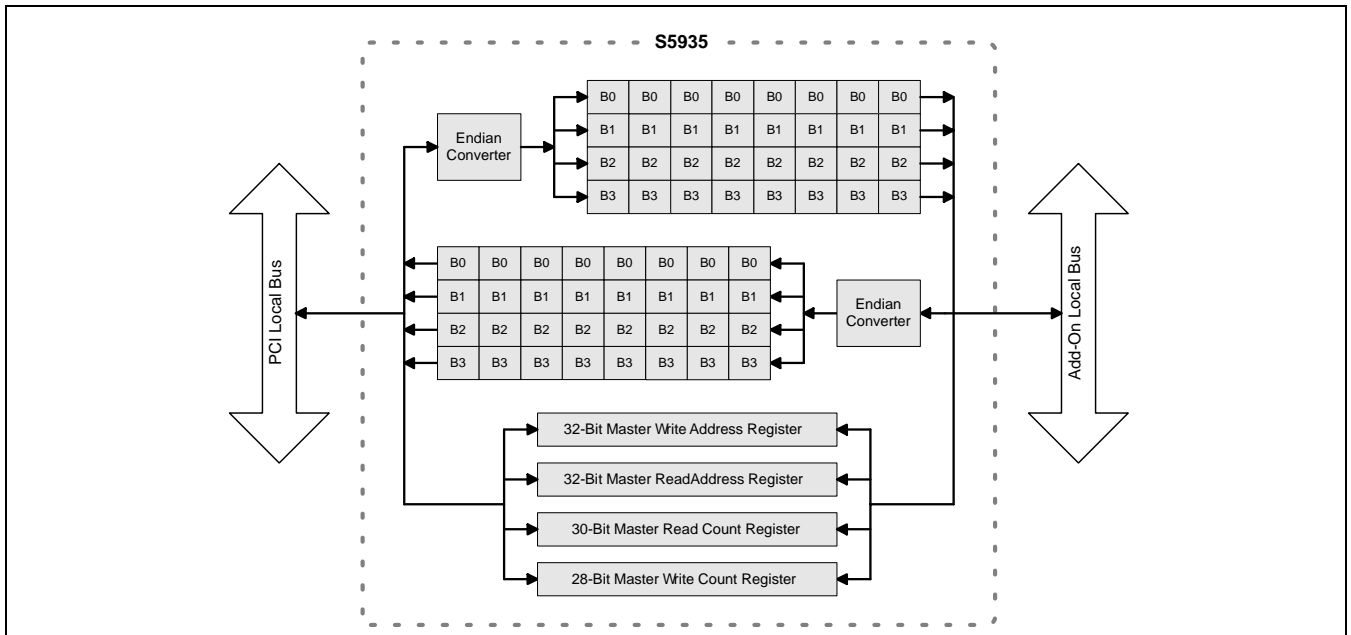 S5935
B0 B0 B0 B0 B0 B0 B0 B0
B1 B1 B1 B1 B1 B1 B1 B1
B2 B2 B2 B2 B2 B2 B2 B2
B3 B3 B3 B3 B3 B3 B3 B3
Endian
Converter
B0 B0 B0 B0 B0 B0 B0 B0
B1 B1 B1 B1 B1 B1 B1 B1
B2 B2 B2 B2 B2 B2 B2 B2
B3 B3 B3 B3 B3 B3 B3 B3
Endian
Converter
PCI Local Bus
Add-On Local Bus
32-Bit Master Write Address Register
32-Bit Master ReadAddress Register
30-Bit Master Read Count Register
28-Bit Master Write Count Register